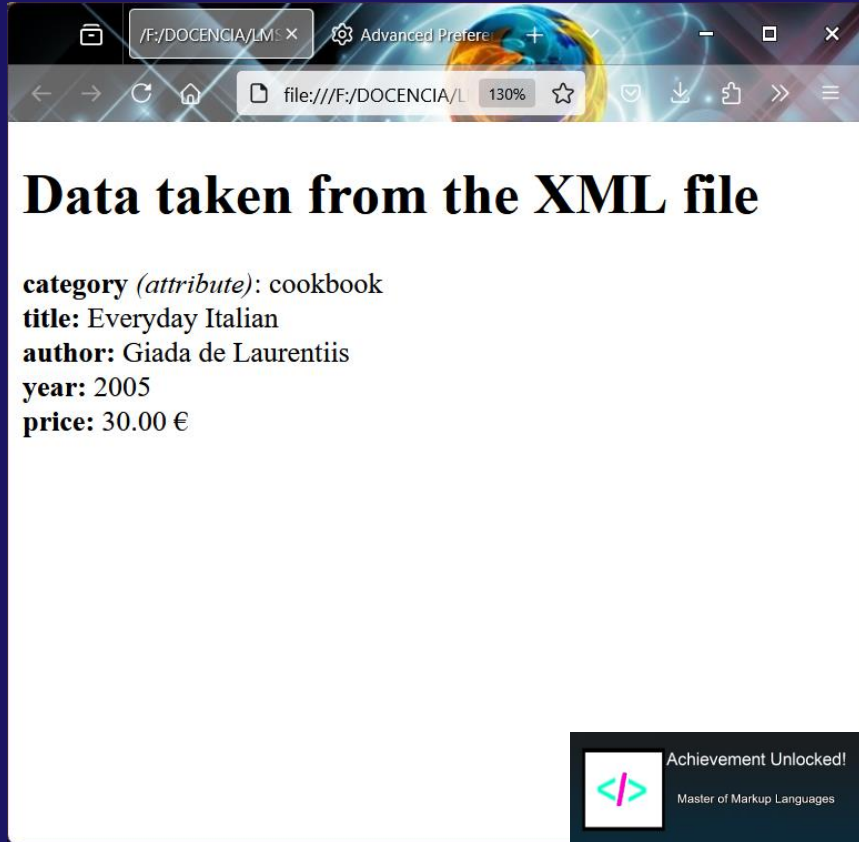 /F:/DOCENCIA/LMS
Advanced Prefere
file:///F:/DOCENCIA/L 130%
Data taken from the XML file
category (attribute): cookbook
title: Everyday Italian
author: Giada de Laurentiis
year: 2005
price: 30.00 €
Achievement Unlocked!
</>
Master of Markup Languages